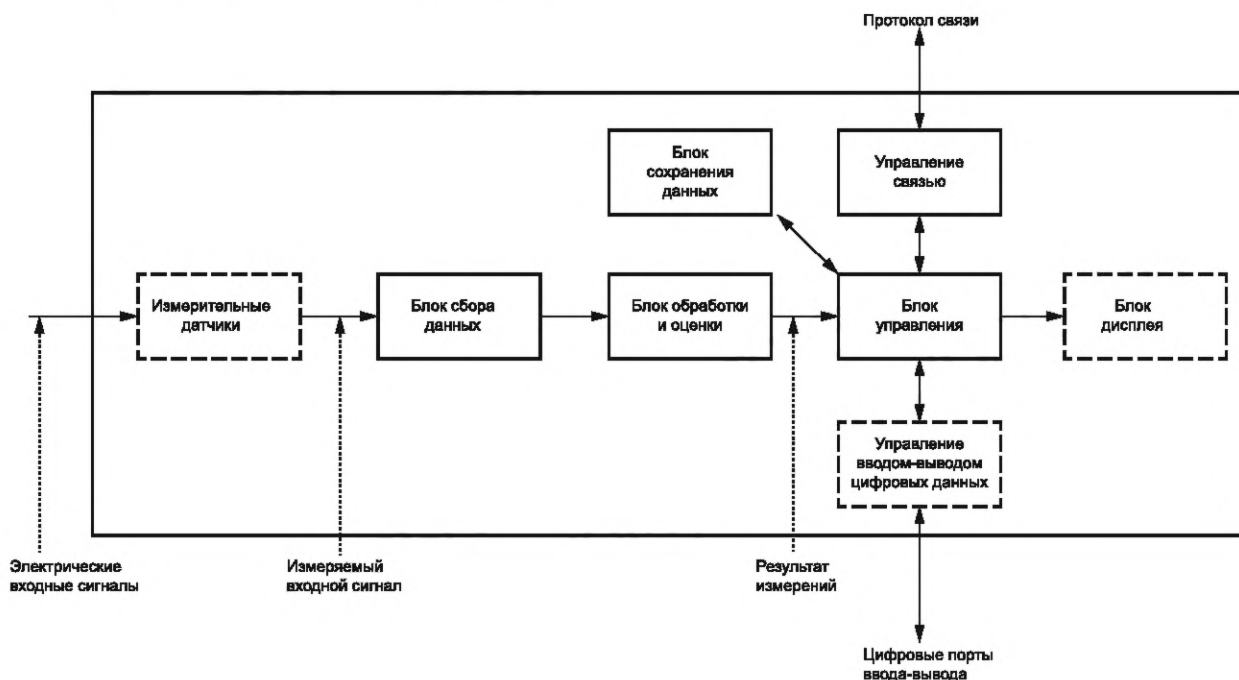 Протокол связи
Блок
сохранения
данных
Управление
связью
Измерительные
датчики
Блок сбора
данных
Блок обработки
и оценки
Блок
управления
Блок
дисплея
Управление
вводом-выводом
цифровых данных
Электрические
входные сигналы
Измеряемый
входной сигнал
Результат
измерений
Цифровые порты
ввода-вывода